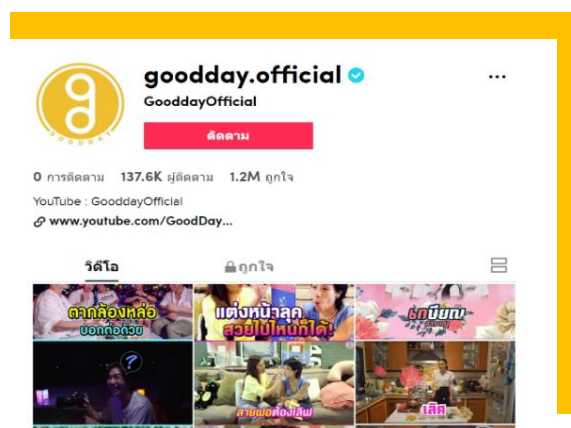 goodday.official
...
GooddayOfficial
ติดตาม
GOODDAY
0 การติดตาม 137.6K ผู้ติดตาม 1.2M ถูกใจ
YouTube : GooddayOfficial
www.youtube.com/GoodDay...
วิดีโอ ถูกใจ
ตากล้องหล่อ
บอกต่อด้วย
แต่งหน้าลุค
สวยไปไหนก็ได้!
?
สายฝอต้องเลิฟ
เลิศ